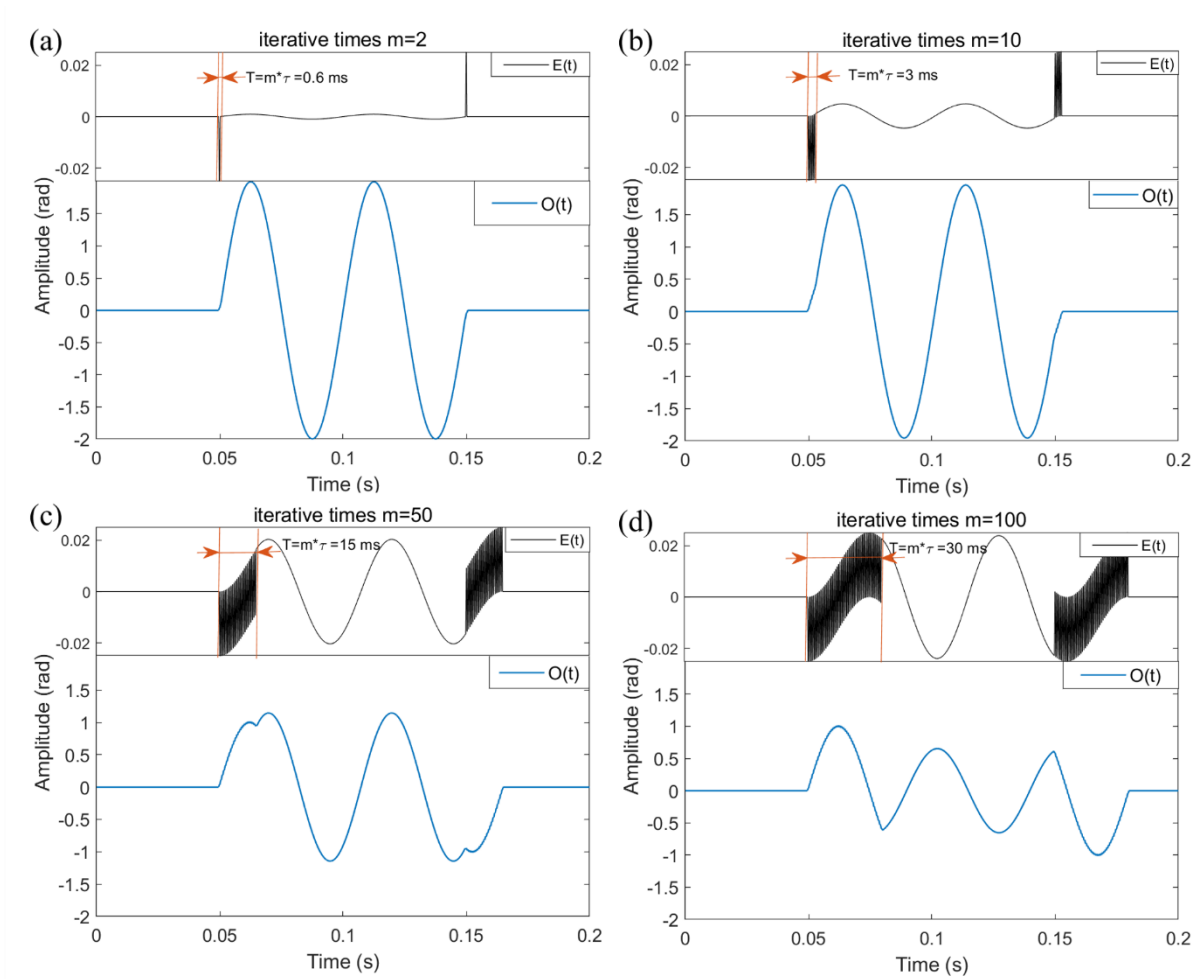 (a)
iterative times m=2
0.02
0
-0.02
T=m*τ=0.6 ms
E(t)
1.5
1
0.5
0
-0.5
-1
-1.5
-2
Amplitude (rad)
O(t)
0
0.05
0.1
0.15
0.2
Time (s)
(b)
iterative times m=10
0.02
0
-0.02
T=m*τ=3 ms
E(t)
1.5
1
0.5
0
-0.5
-1
-1.5
-2
Amplitude (rad)
O(t)
0
0.05
0.1
0.15
0.2
Time (s)
(c)
iterative times m=50
0.02
0
-0.02
T=m*τ=15 ms
E(t)
1.5
1
0.5
0
-0.5
-1
-1.5
-2
Amplitude (rad)
O(t)
0
0.05
0.1
0.15
0.2
Time (s)
(d)
iterative times m=100
0.02
0
-0.02
T=m*τ=30 ms
E(t)
1.5
1
0.5
0
-0.5
-1
-1.5
-2
Amplitude (rad)
O(t)
0
0.05
0.1
0.15
0.2
Time (s)